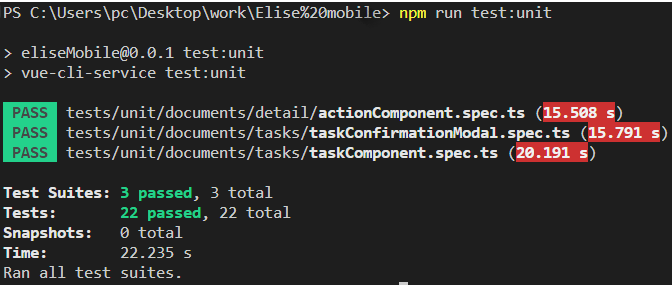 PS C:\Users\pc\Desktop\work\Elise%20mobile> npm run test:unit
> eliseMobile@0.0.1 test:unit
> vue-cli-service test:unit
PASS tests/unit/documents/detail/actionComponent.spec.ts (15.508 s)
PASS tests/unit/documents/tasks/taskConfirmationModal.spec.ts (15.791 s)
PASS tests/unit/documents/tasks/taskComponent.spec.ts (20.191 s)
Test Suites: 3 passed, 3 total
Tests: 22 passed, 22 total
Snapshots: 0 total
Time: 22.235 s
Ran all test suites.